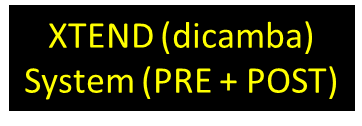 XTEND (dicamba)
System (PRE + POST)